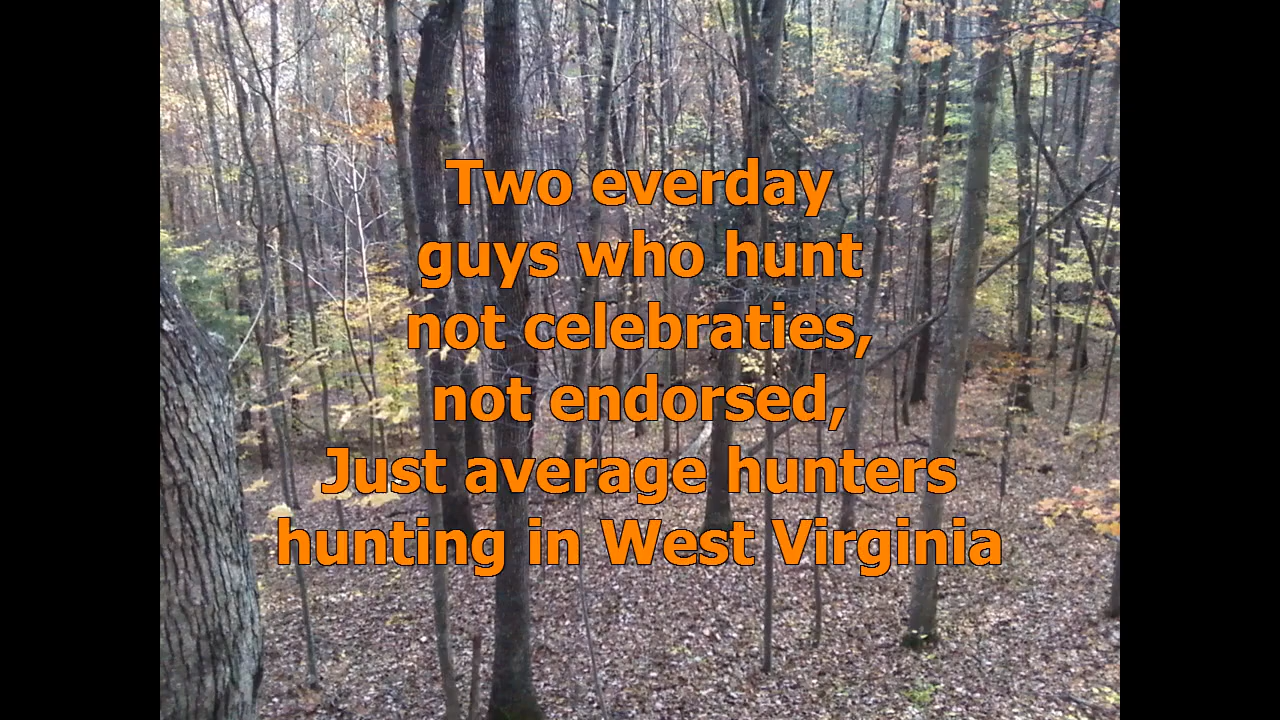 Two everday
guys who hunt
not celebraties,
not endorsed,
Just average hunters
hunting in West Virginia